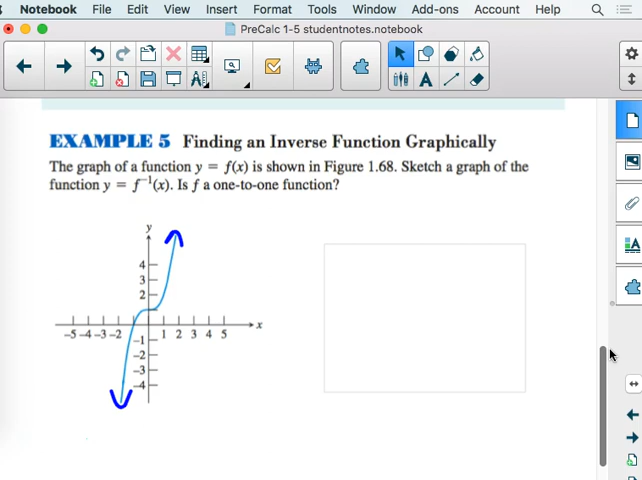 Notebook File Edit View Insert Format Tools Window Add-ons Account Help
PreCalc 1-5 studentnotes.notebook
EXAMPLE 5 Finding an Inverse Function Graphically
The graph of a function y = f(x) is shown in Figure 1.68. Sketch a graph of the
function y = f⁻¹(x). Is f a one-to-one function?
y
4
3
2
x
-5 -4 -3 -2
1 2 3 4 5
-1
-2
-3
-4